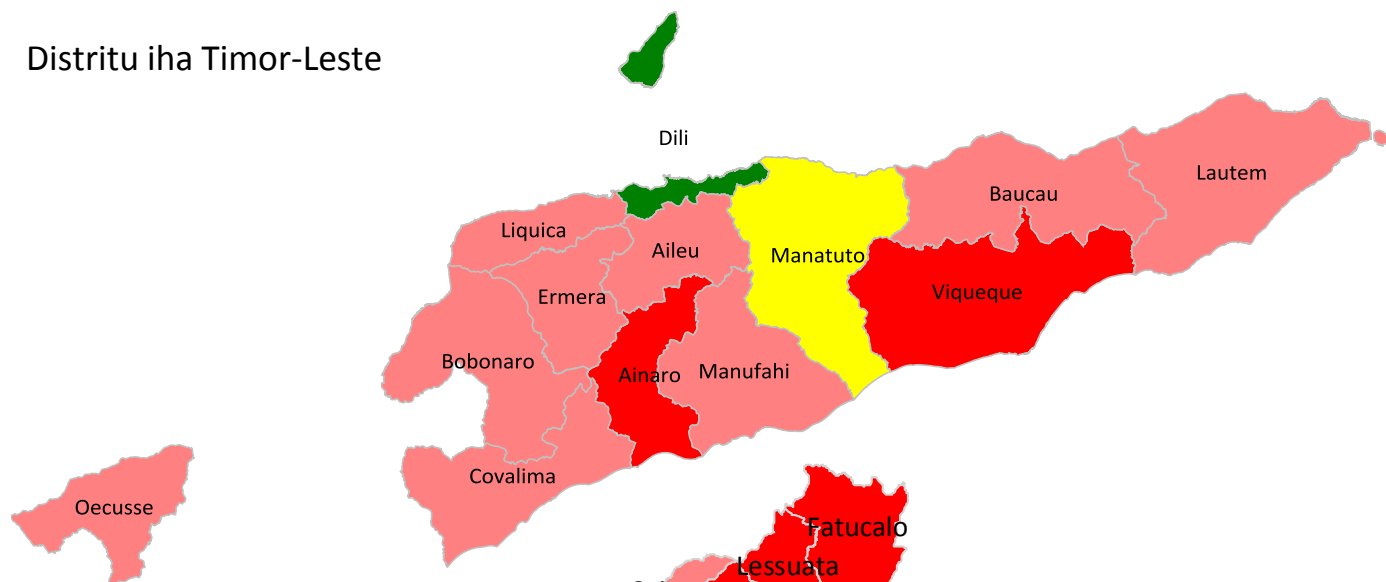 Distritu iha Timor-Leste
Dili
Lautem
Baucau
Liquica
Aileu
Manatuto
Viqueque
Ermera
Bobonaro
Ainaro
Manufahi
Covalima
Oecusse
Fatucalo
Lessuata